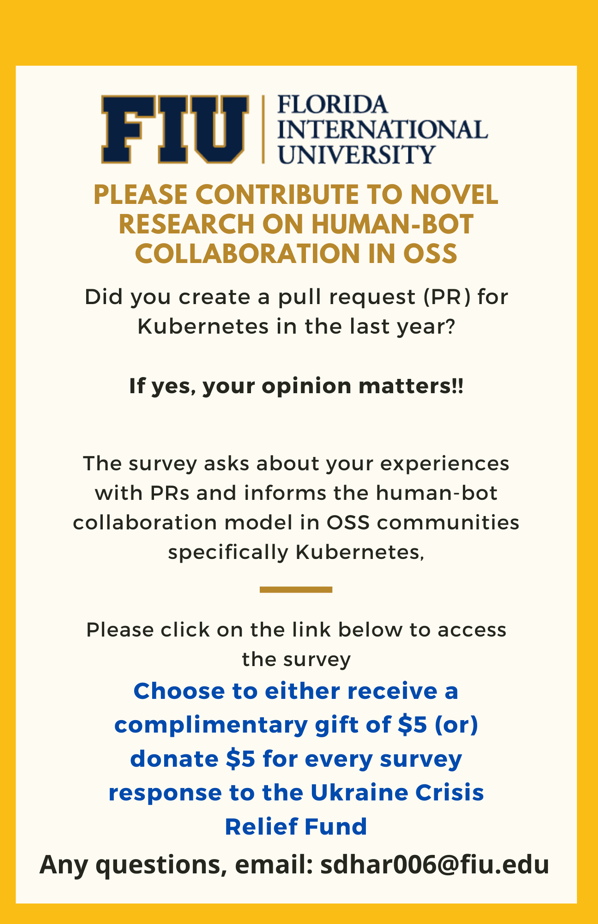 FIU
FLORIDA
INTERNATIONAL
UNIVERSITY
PLEASE CONTRIBUTE TO NOVEL
RESEARCH ON HUMAN-BOT
COLLABORATION IN OSS
Did you create a pull request (PR) for
Kubernetes in the last year?
If yes, your opinion matters!!
The survey asks about your experiences
with PRs and informs the human-bot
collaboration model in OSS communities
specifically Kubernetes,
Please click on the link below to access
the survey
Choose to either receive a
complimentary gift of $5 (or)
donate $5 for every survey
response to the Ukraine Crisis
Relief Fund
Any questions, email: sdhar006@fiu.edu